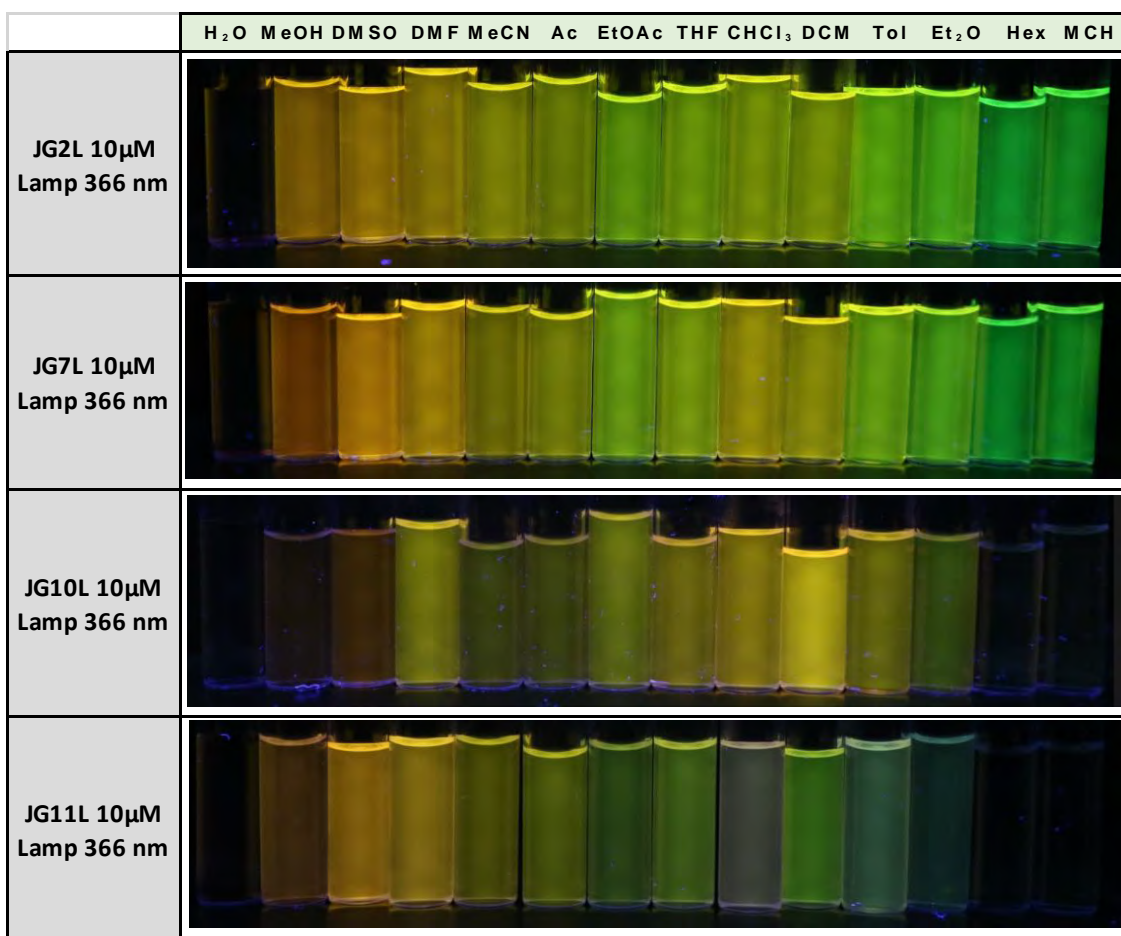 H₂O MeOH DMSO DMF MeCN Ac EtOAc THF CHCl₃ DCM Tol Et₂O Hex MCH
JG2L 10µM
Lamp 366 nm
JG7L 10µM
Lamp 366 nm
JG10L 10µM
Lamp 366 nm
JG11L 10µM
Lamp 366 nm